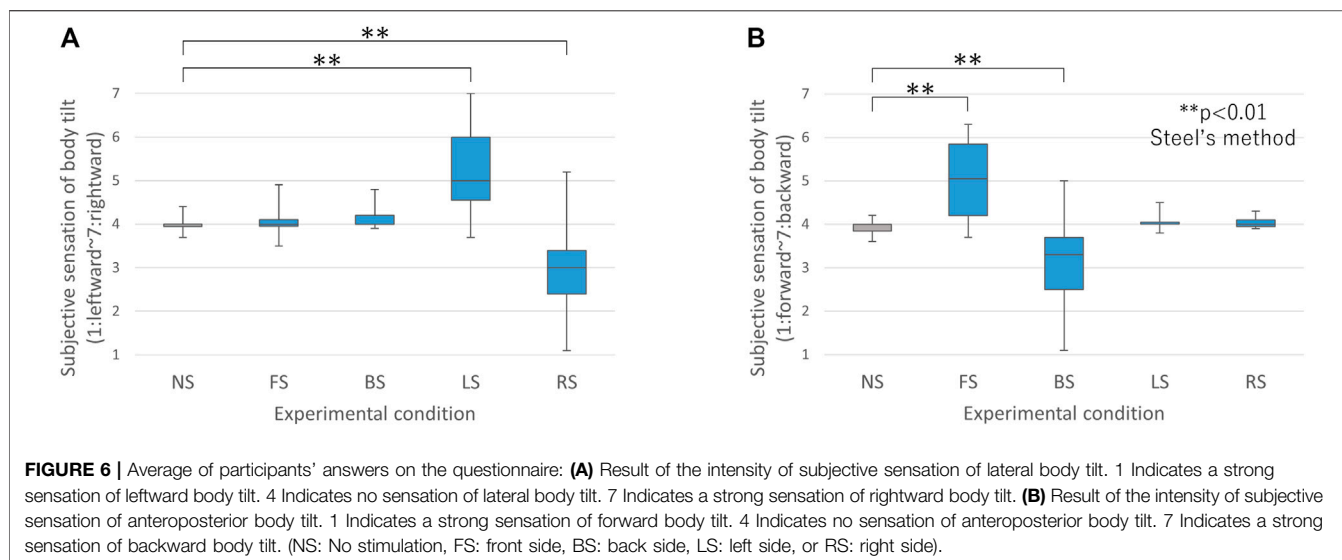 A
**
**
7
6
5
4
3
2
1
Subjective sensation of body tilt
(1:leftward~7:rightward)
NS FS BS LS RS
Experimental condition
B
**
**
**p<0.01
Steel's method
7
6
5
4
3
2
1
Subjective sensation of body tilt
(1:forward~7:backward)
NS FS BS LS RS
Experimental condition
FIGURE 6 | Average of participants' answers on the questionnaire: (A) Result of the intensity of subjective sensation of lateral body tilt. 1 Indicates a strong
sensation of leftward body tilt. 4 Indicates no sensation of lateral body tilt. 7 Indicates a strong sensation of rightward body tilt. (B) Result of the intensity of subjective
sensation of anteroposterior body tilt. 1 Indicates a strong sensation of forward body tilt. 4 Indicates no sensation of anteroposterior body tilt. 7 Indicates a strong
sensation of backward body tilt. (NS: No stimulation, FS: front side, BS: back side, LS: left side, or RS: right side).